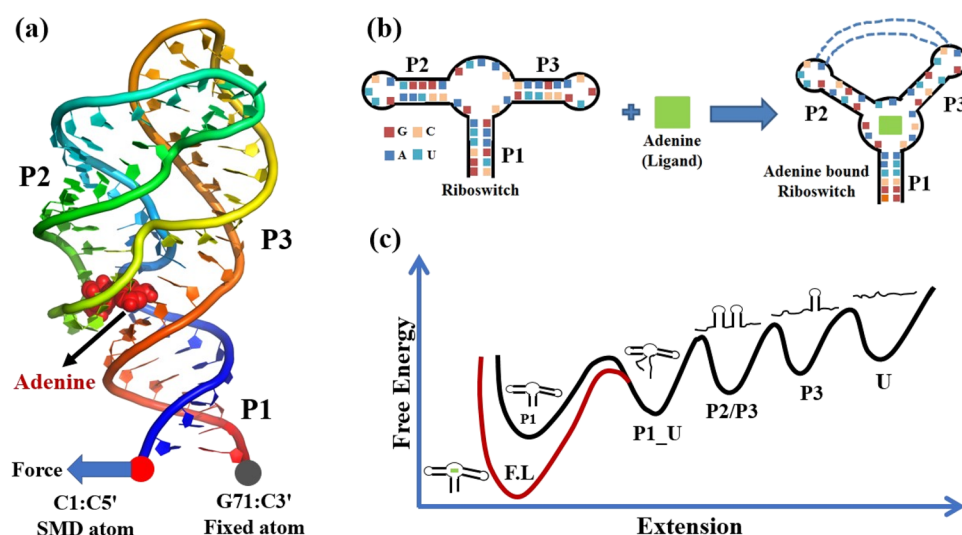 (a)
P2
P3
Adenine
P1
Force
C1:C5'
SMD atom
G71:C3'
Fixed atom
(b)
P2
P3
G C
A U
P1
Riboswitch
+
Adenine
(Ligand)
P2
P3
P1
Adenine bound
Riboswitch
(c)
Free Energy
P1
F.L
P1_U
P2/P3
P3
U
Extension